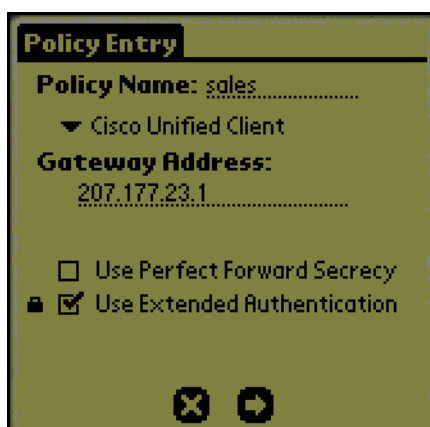 Policy Entry
Policy Name: sales
Cisco Unified Client
Gateway Address:
207.177.23.1
Use Perfect Forward Secrecy
Use Extended Authentication